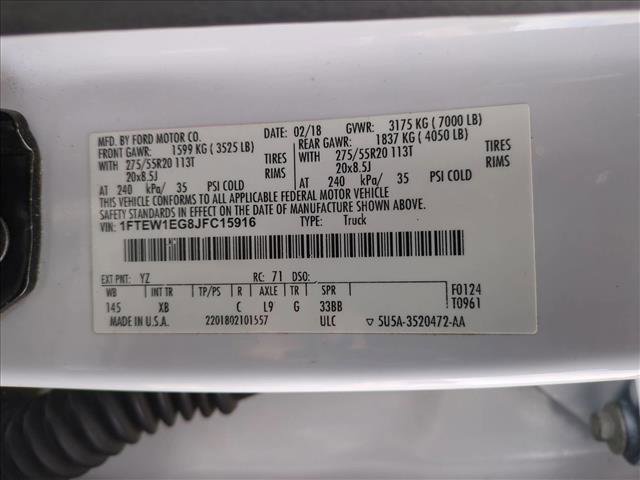 MFD. BY FORD MOTOR CO. DATE: 02/18 GVWR: 3175 KG ( 7000 LB)
FRONT GAWR: 1599 KG ( 3525 LB) REAR GAWR: 1837 KG ( 4050 LB)
WITH 275/55R20 113T TIRES WITH 275/55R20 113T TIRES
20x8.5J RIMS 20x8.5J RIMS
AT 240 kPa/ 35 PSI COLD AT 240 kPa/ 35 PSI COLD
THIS VEHICLE CONFORMS TO ALL APPLICABLE FEDERAL MOTOR VEHICLE
SAFETY STANDARDS IN EFFECT ON THE DATE OF MANUFACTURE SHOWN ABOVE.
VIN: 1FTEW1EG8JFC15916 TYPE: Truck
EXT PNT: YZ RC: 71 DSO:
WB INT TR TP/PS R AXLE TR SPR F0124
145 XB C L9 G 33BB T0961
MADE IN U.S.A. 2201802101557 ULC ▽ 5U5A-3520472-AA